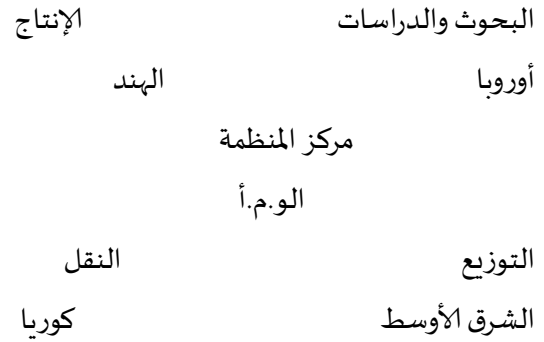 البحوث والدراسات الإنتاج
أوروبا الهند
مركز المنظمة
الو.م.أ
التوزيع النقل
الشرق الأوسط كوريا